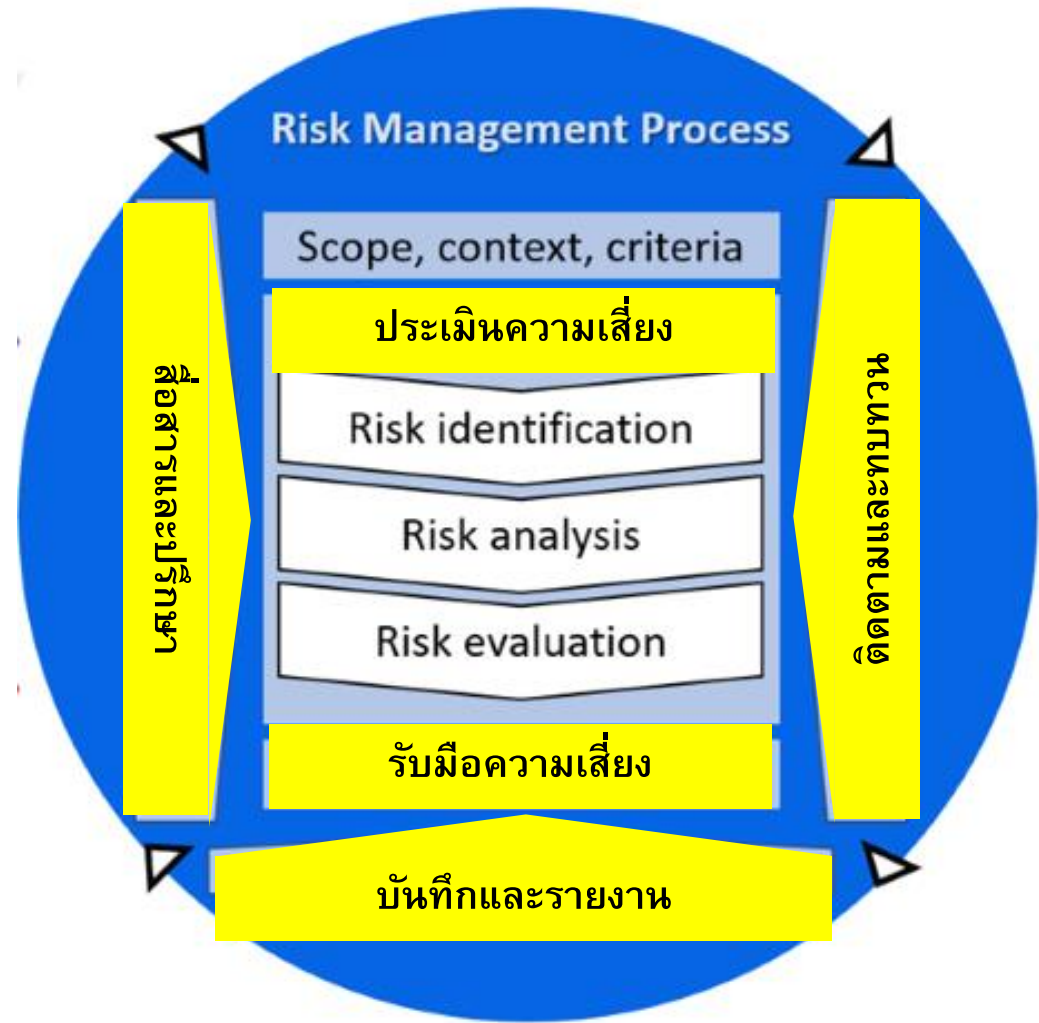 Risk Management Process
Scope, context, criteria
ประเมินความเสี่ยง
Risk identification
Risk analysis
Risk evaluation
รับมือความเสี่ยง
สื่อสารและปรึกษา
ติดตามและทบทวน
บันทึกและรายงาน